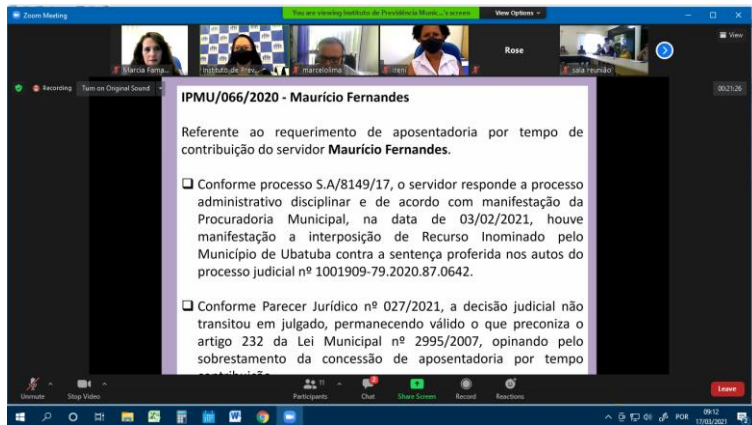 Zoom Meeting
You are viewing Instituto de Previdência Munic...'s screen
View Options
View
Marcia Fama...
Instituto de Prev...
marcelolima
Ireni
Rose
sala reunião
Recording
Turn on Original Sound
00:21:26
IPMU/066/2020 - Maurício Fernandes
Referente ao requerimento de aposentadoria por tempo de
contribuição do servidor Maurício Fernandes.
Conforme processo S.A/8149/17, o servidor responde a processo
administrativo disciplinar e de acordo com manifestação da
Procuradoria Municipal, na data de 03/02/2021, houve
manifestação a interposição de Recurso Inominado pelo
Município de Ubatuba contra a sentença proferida nos autos do
processo judicial nº 1001909-79.2020.87.0642.
Conforme Parecer Jurídico nº 027/2021, a decisão judicial não
transitou em julgado, permanecendo válido o que preconiza o
artigo 232 da Lei Municipal nº 2995/2007, opinando pelo
sobrestamento da concessão de aposentadoria por tempo
contribuição
Unmute
Stop Video
11
Participants
2
Chat
Share Screen
Record
Reactions
Leave
POR
09:12
17/03/2021